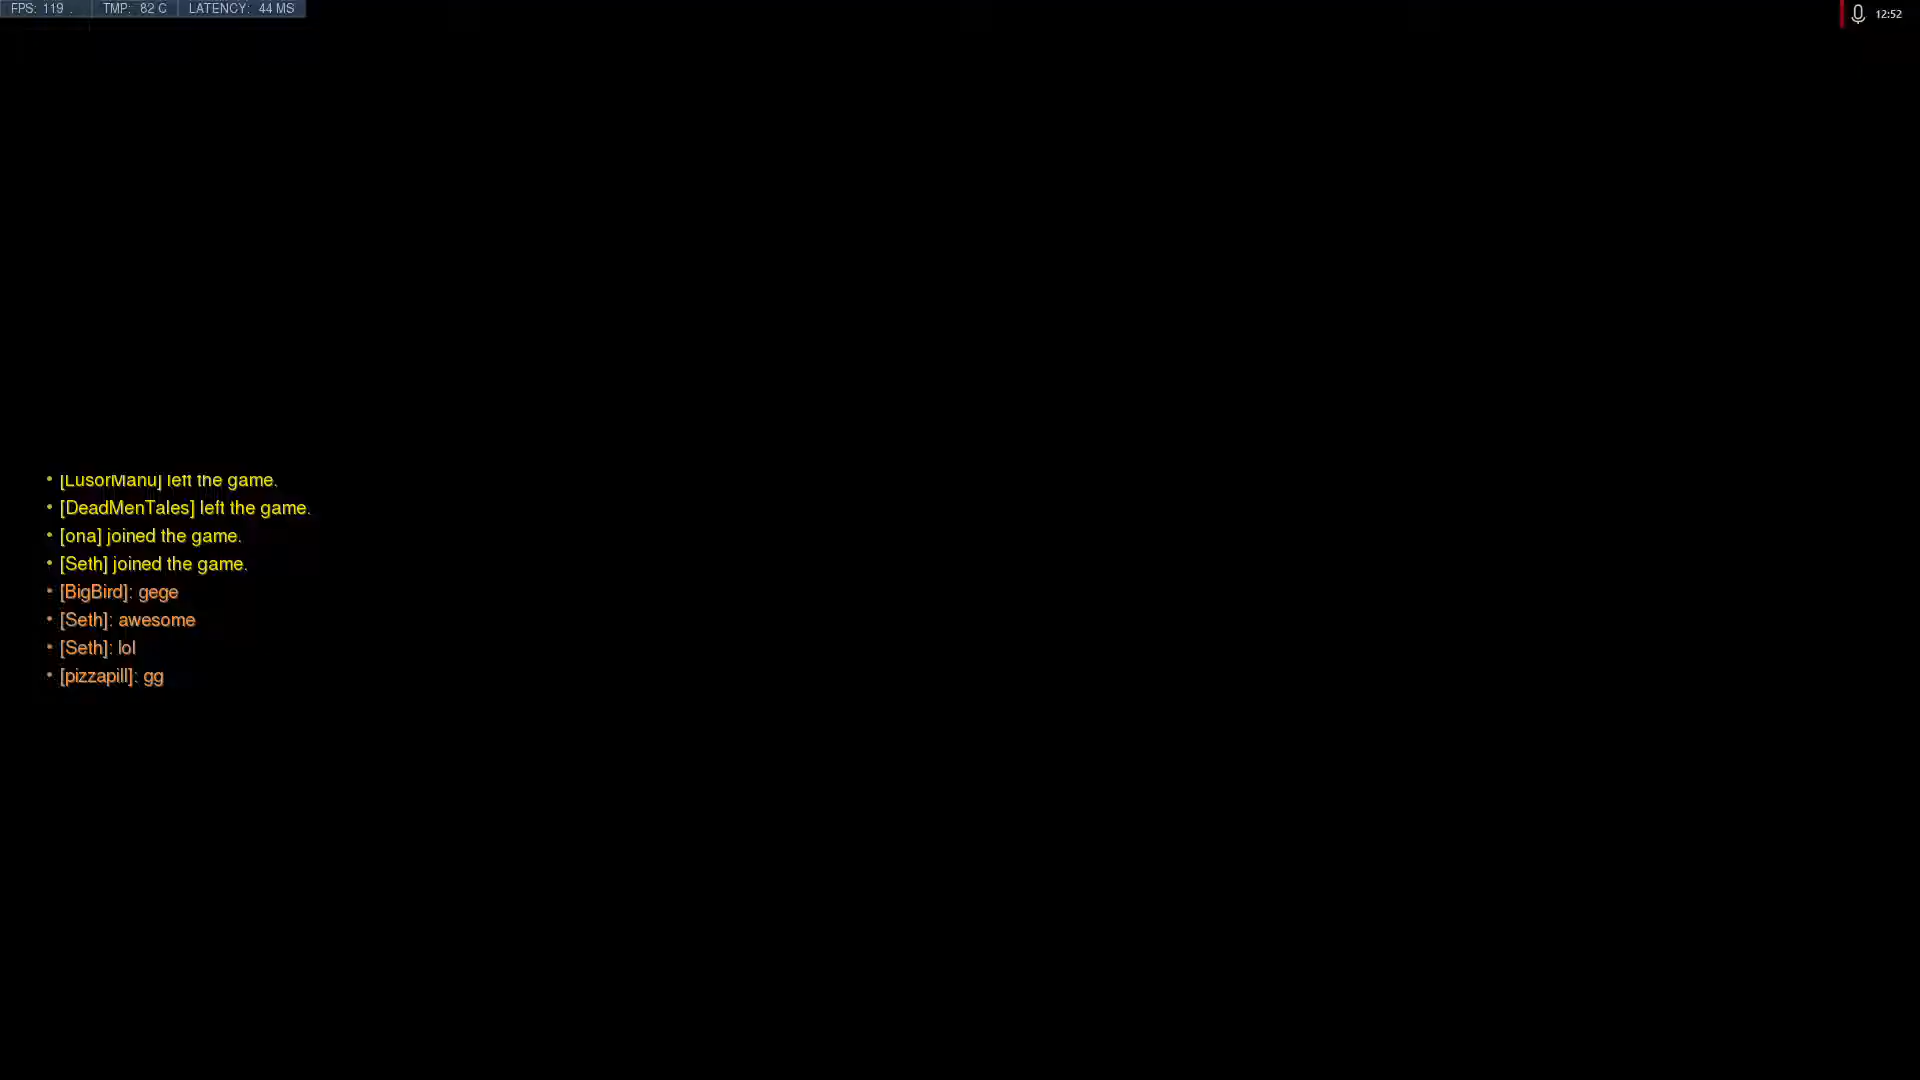 FPS: 119 . TMP: 82 C LATENCY: 44 MS
12:52
• [LusorManu] left the game.
• [DeadMenTales] left the game.
• [ona] joined the game.
• [Seth] joined the game.
• [BigBird]: gege
• [Seth]: awesome
• [Seth]: lol
• [pizzapill]: gg